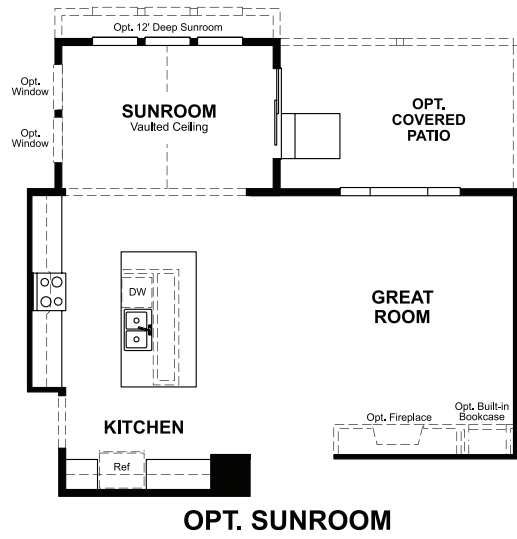 Opt. 12' Deep Sunroom
Opt.
Window
Opt.
Window
SUNROOM
Vaulted Ceiling
OPT.
COVERED
PATIO
DW
GREAT
ROOM
KITCHEN
Ref
Opt. Fireplace
Opt. Built-in
Bookcase
OPT. SUNROOM